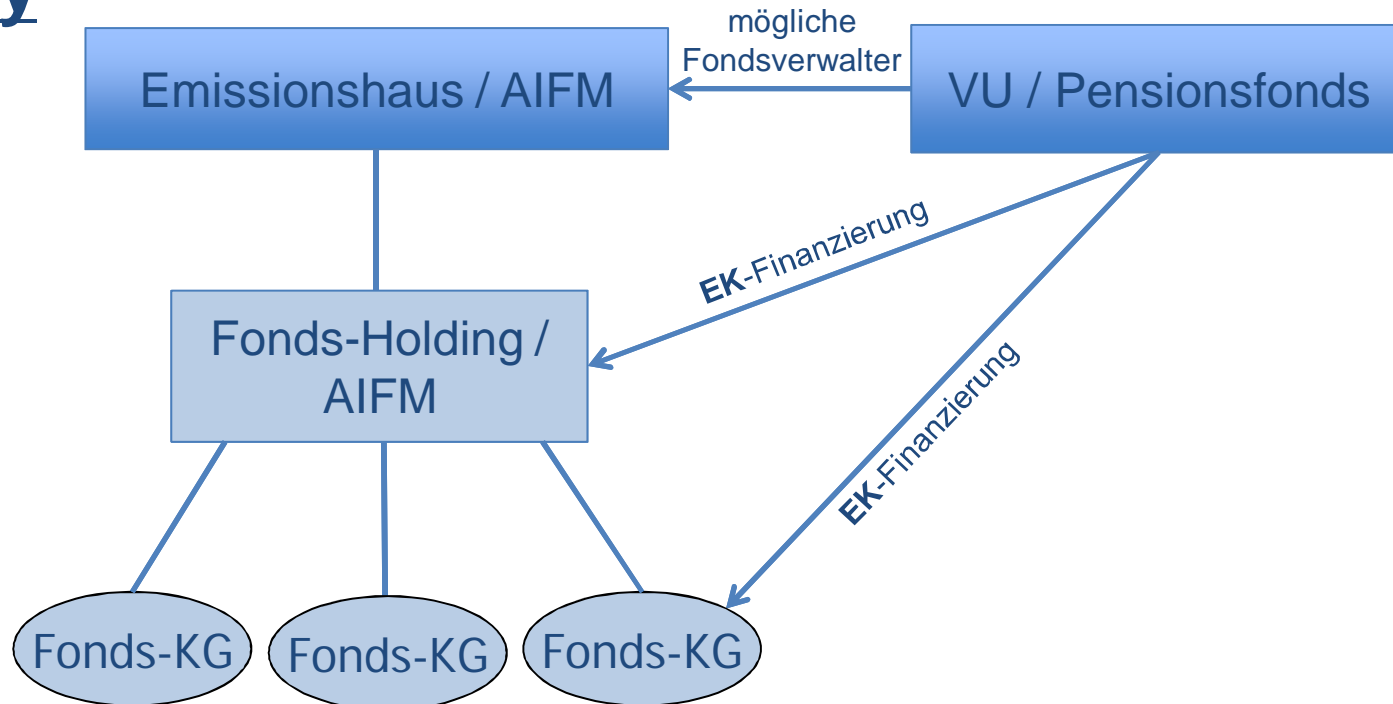 y
mögliche
Fondsverwalter
Emissionshaus / AIFM
VU / Pensionsfonds
EK-Finanzierung
Fonds-Holding /
AIFM
EK-Finanzierung
Fonds-KG
Fonds-KG
Fonds-KG